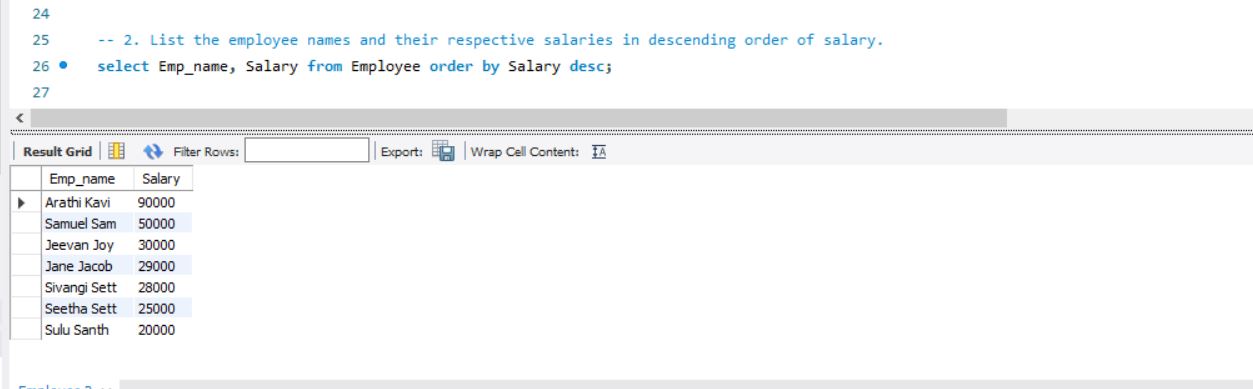 24
25 -- 2. List the employee names and their respective salaries in descending order of salary.
26 select Emp_name, Salary from Employee order by Salary desc;
27
Result Grid Filter Rows: Export: Wrap Cell Content: IA
Emp_name Salary
Arathi Kavi 90000
Samuel Sam 50000
Jeevan Joy 30000
Jane Jacob 29000
Sivangi Sett 28000
Seetha Sett 25000
Sulu Santh 20000